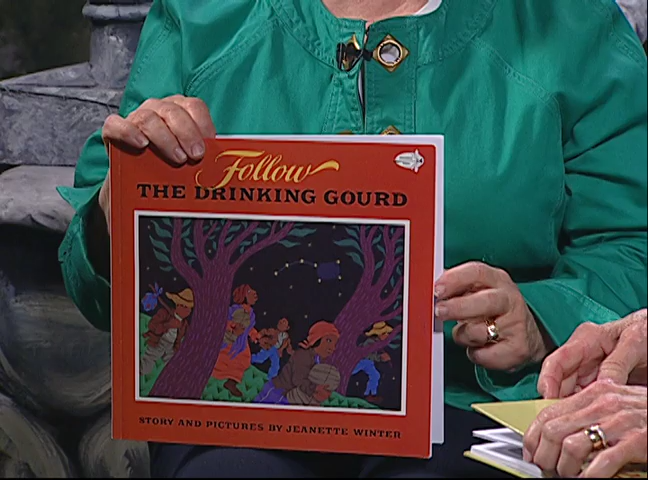 Follow
THE DRINKING GOURD
STORY AND PICTURES BY JEANETTE WINTER